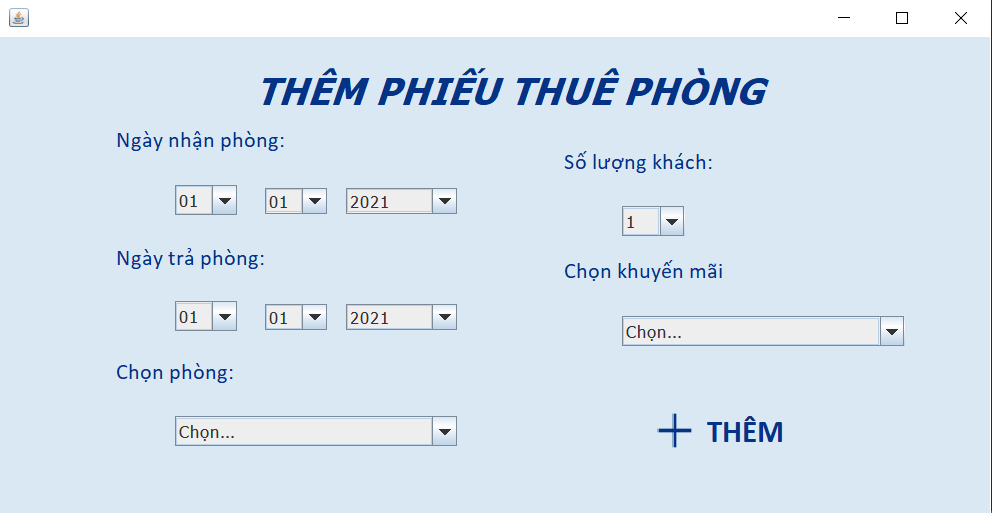 THÊM PHIẾU THUÊ PHÒNG
Ngày nhận phòng:
01 01 2021
Ngày trả phòng:
01 01 2021
Chọn phòng:
Chọn...
Số lượng khách:
1
Chọn khuyến mãi
Chọn...
THÊM